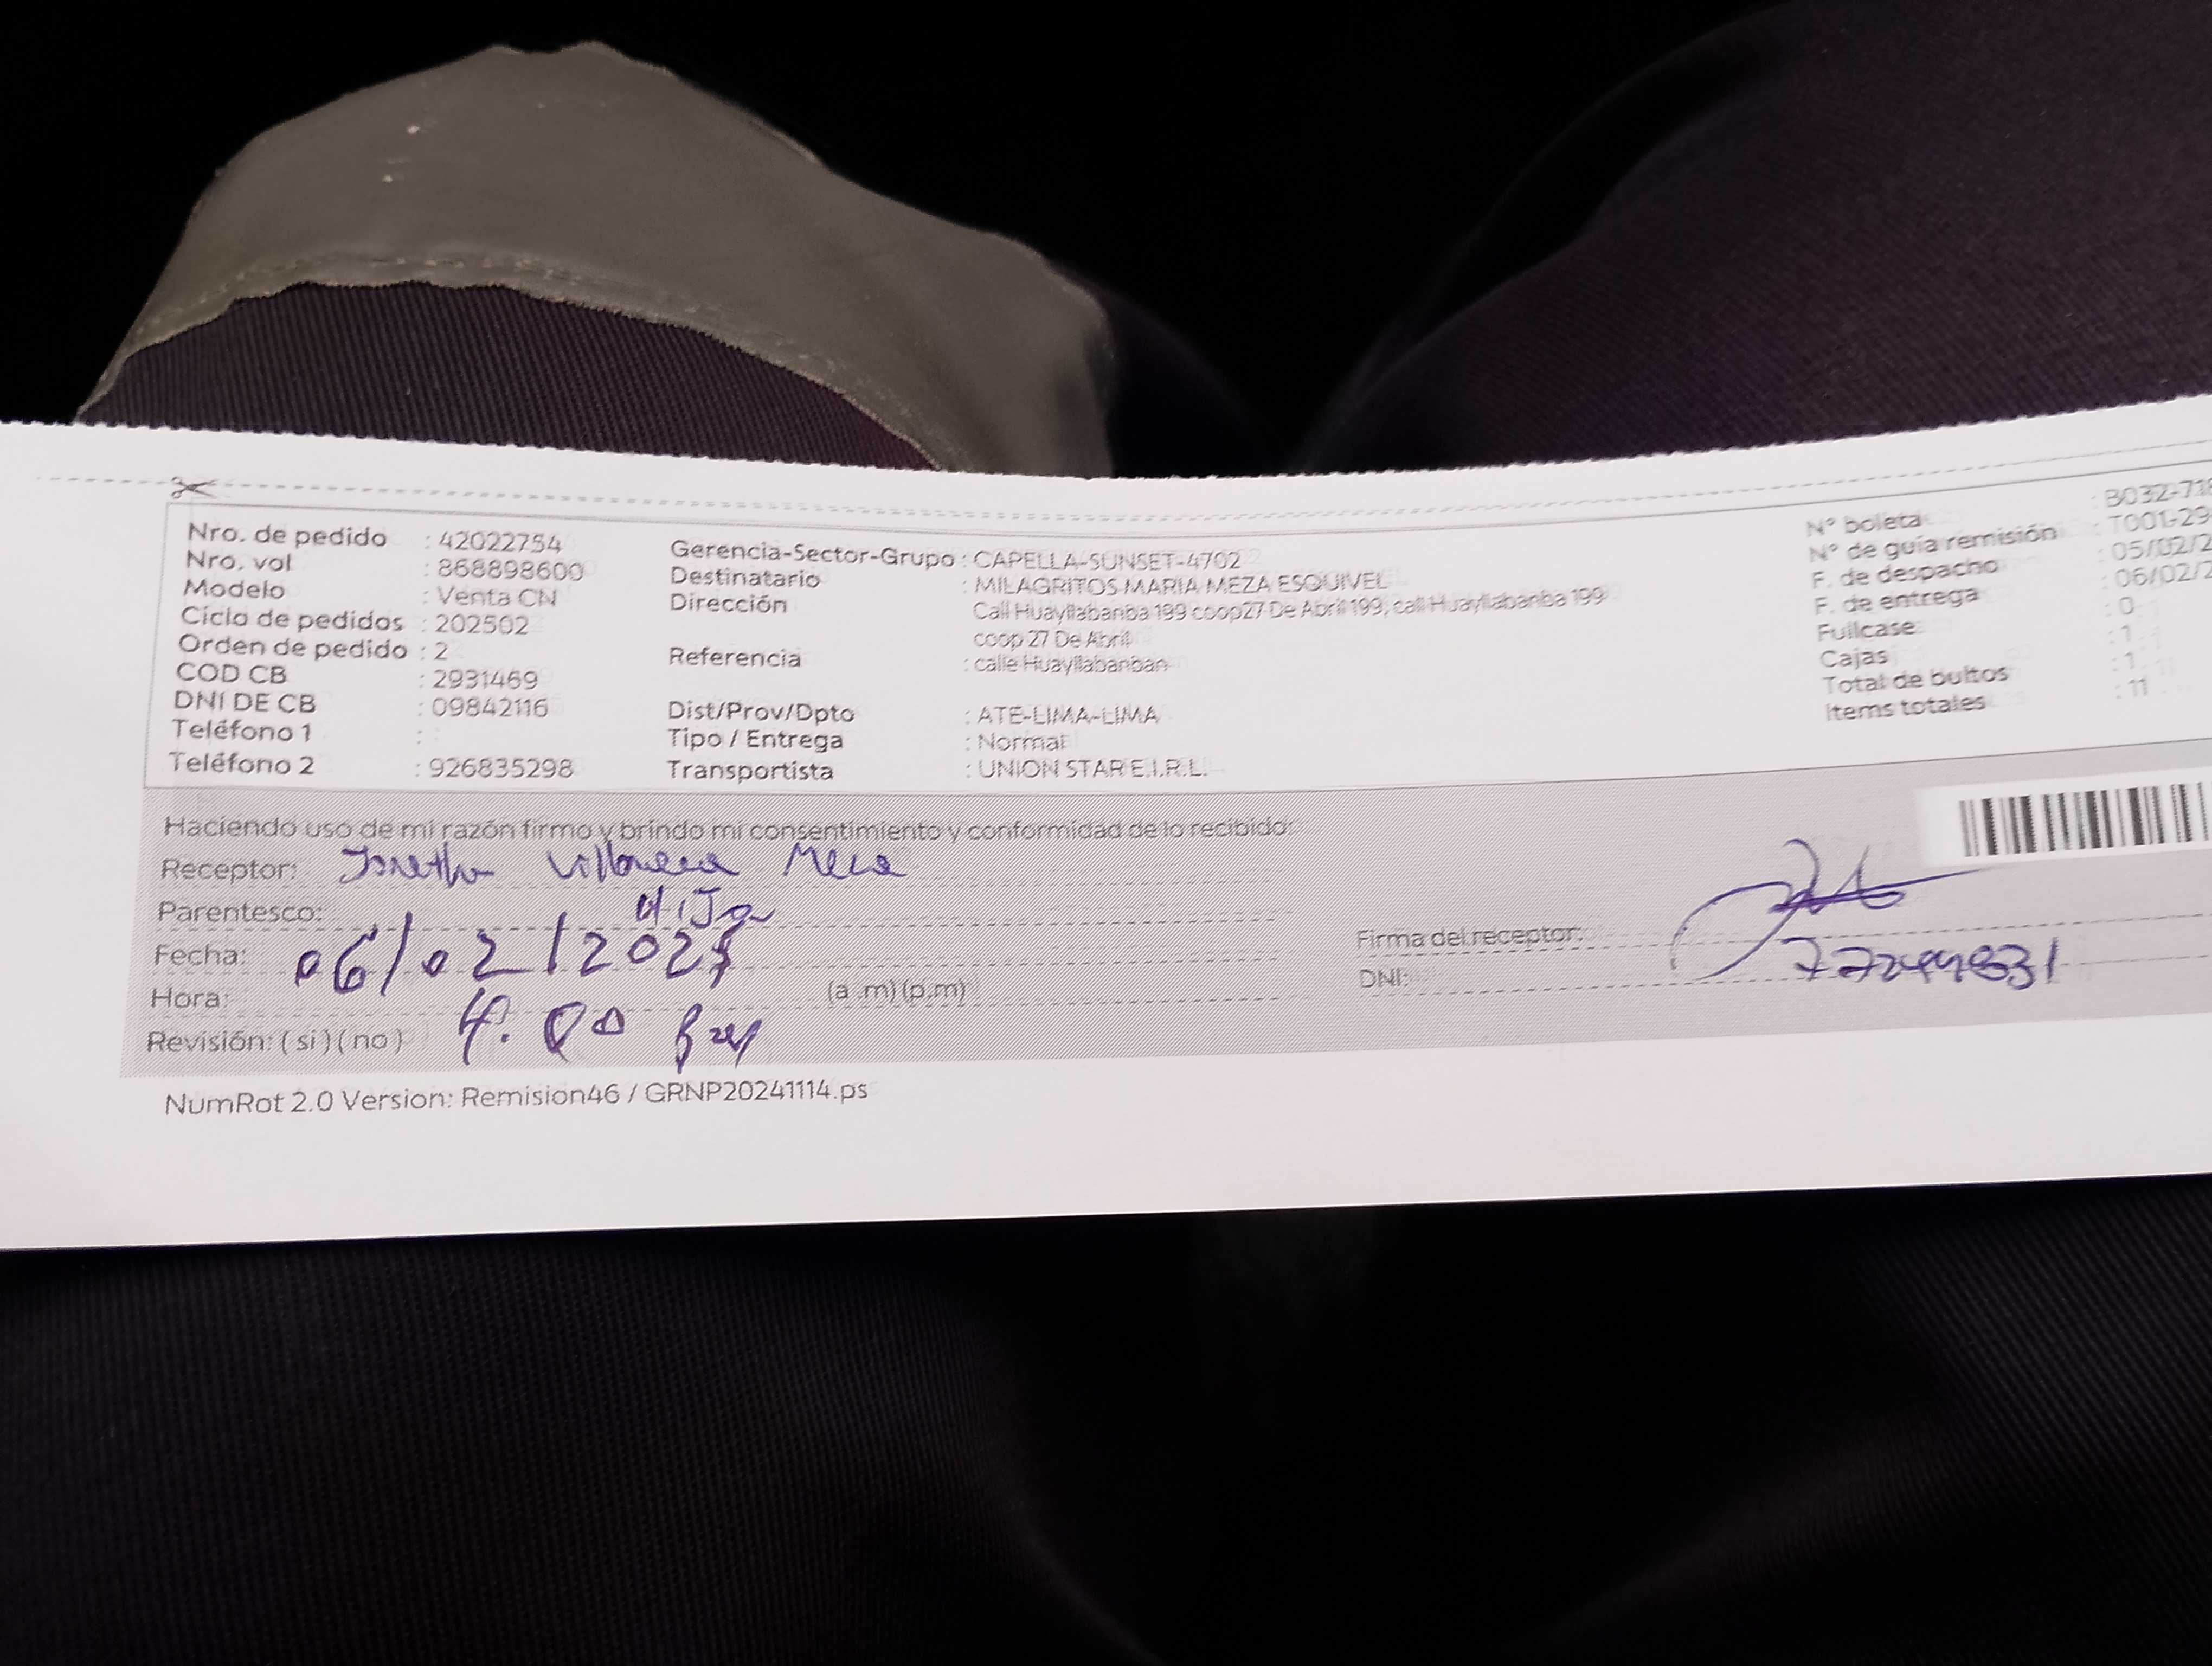 Nro. de pedido : 42022754
Nro. vol : 868898600
Modelo : Venta CN
Ciclo de pedidos : 202502
Orden de pedido : 2
COD CB : 2931469
DNI DE CB : 09842116
Teléfono 1 :
Teléfono 2 : 926835298
Gerencia-Sector-Grupo : CAPELLA-SUNSET-4702
Destinatario : MILAGRITOS MARIA MEZA ESQUIVEL
Dirección Call Huayllabanba 199 coop27 De Abril 199, call Huayllabanba 199
coop 27 De Abril
Referencia : calle Huayllabanban
Dist/Prov/Dpto : ATE-LIMA-LIMA
Tipo / Entrega : Normal
Transportista : UNION STAR E.I.R.L.
N° boleta : B032-71
N° de guía remisión : T001-29
F. de despacho : 05/02/2
F. de entrega : 06/02/2
Fullcase : 0
Cajas : 1
Total de bultos : 1
Items totales : 11
Haciendo uso de mi razón firmo y brindo mi consentimiento y conformidad de lo recibido:
Receptor:
Parentesco: HiJo
Fecha: 06/02/2025
Hora: (a .m) (p.m)
Revisión: ( si ) ( no ) 4.00
Firma del receptor:
DNI:
NumRot 2.0 Version: Remision46 / GRNP20241114.ps